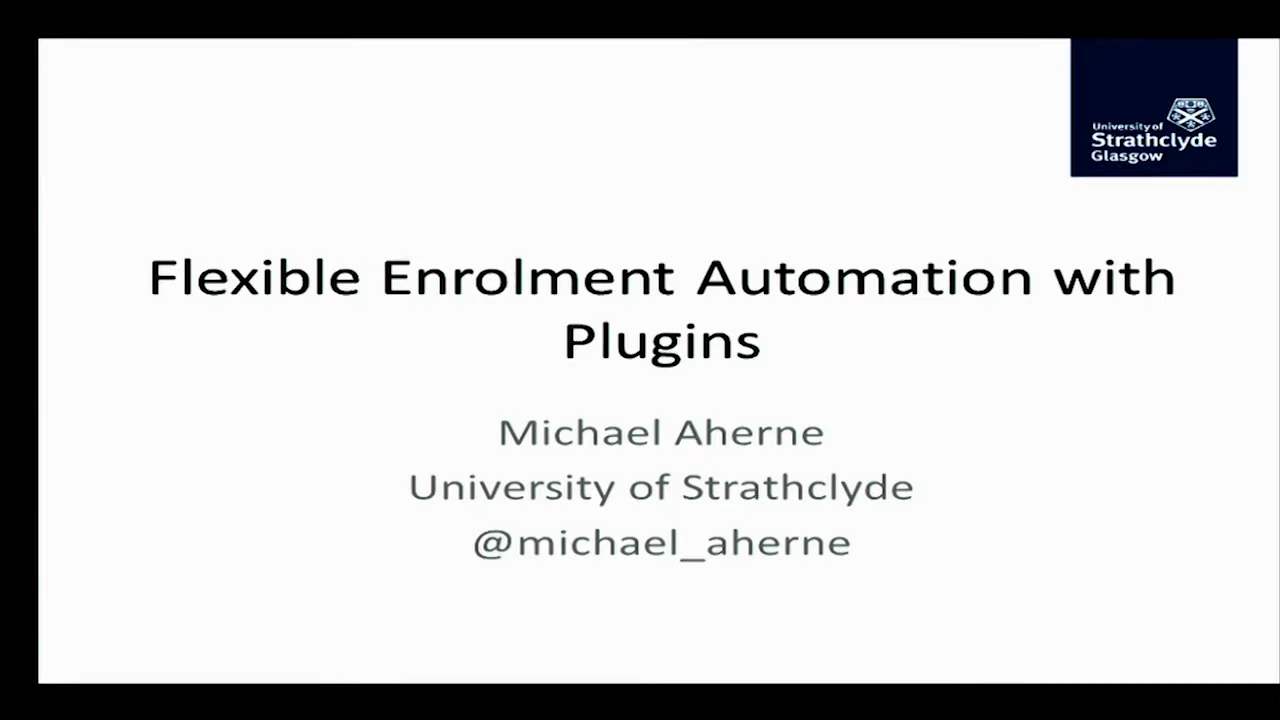 University of
Strathclyde
Glasgow
Flexible Enrolment Automation with
Plugins
Michael Aherne
University of Strathclyde
@michael_aherne